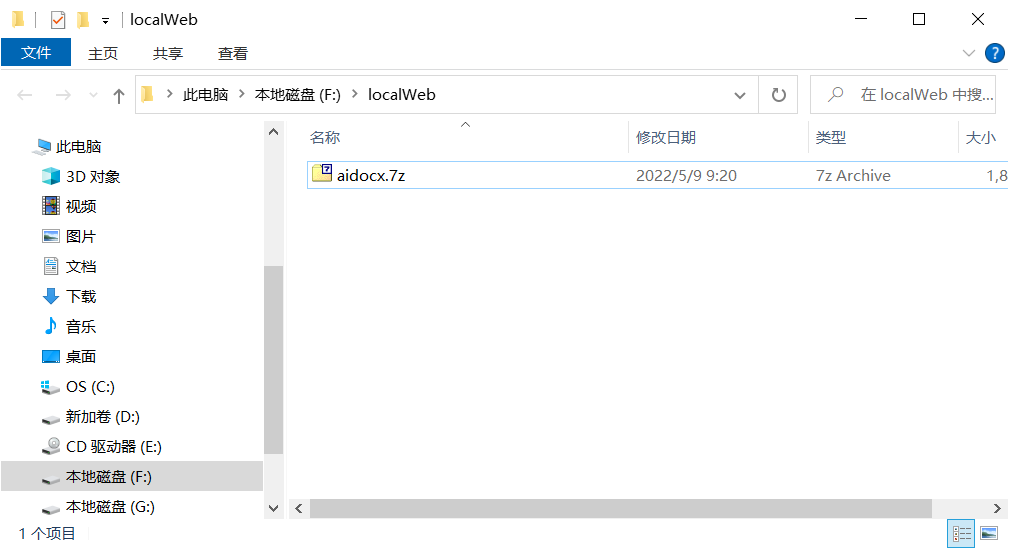 localWeb
文件 主页 共享 查看 ?
此电脑 本地磁盘 (F:) localWeb 在 localWeb 中搜...
名称 修改日期 类型 大小
aidocx.7z 2022/5/9 9:20 7z Archive 1,8
此电脑
3D 对象
视频
图片
文档
下载
音乐
桌面
OS (C:)
新加卷 (D:)
CD 驱动器 (E:)
本地磁盘 (F:)
本地磁盘 (G:)
1 个项目